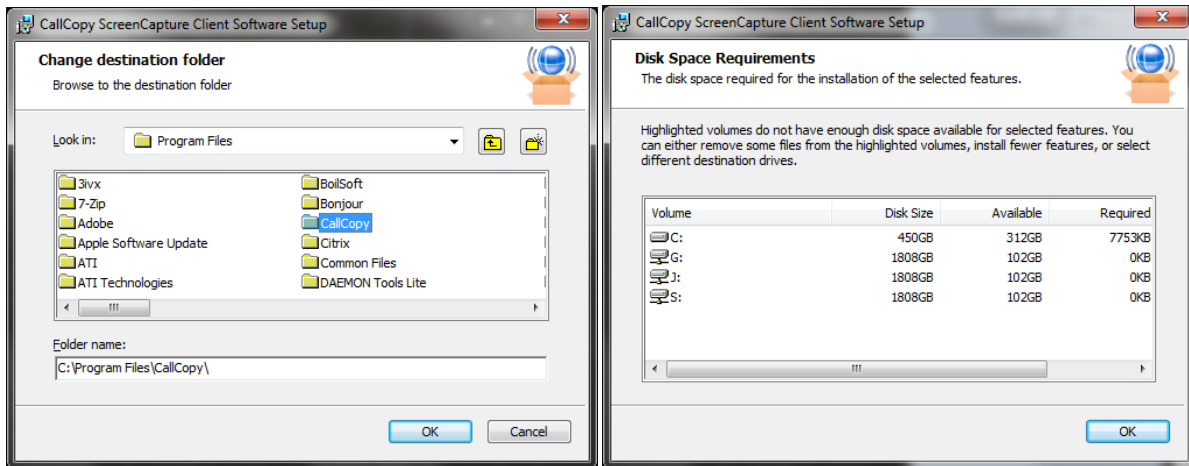 CallCopy ScreenCapture Client Software Setup
Change destination folder
Browse to the destination folder
Look in:
Program Files
3ivx
7-Zip
Adobe
Apple Software Update
ATI
ATI Technologies
BoilSoft
Bonjour
CallCopy
Citrix
Common Files
DAEMON Tools Lite
Folder name:
C:\Program Files\CallCopy\
OK Cancel
CallCopy ScreenCapture Client Software Setup
Disk Space Requirements
The disk space required for the installation of the selected features.
Highlighted volumes do not have enough disk space available for selected features. You
can either remove some files from the highlighted volumes, install fewer features, or select
different destination drives.
Volume Disk Size Available Required
C: 450GB 312GB 7753KB
G: 1808GB 102GB 0KB
J: 1808GB 102GB 0KB
S: 1808GB 102GB 0KB
OK